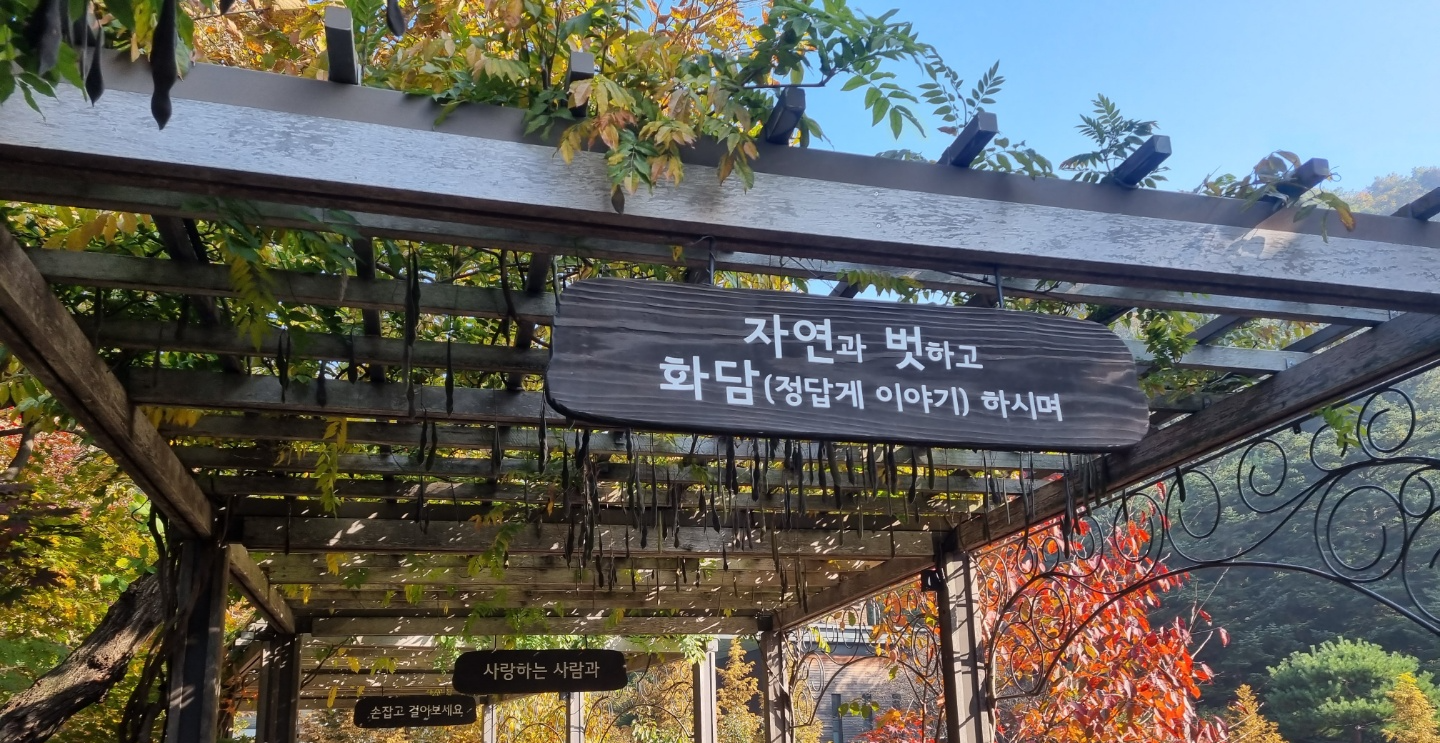 자연과 벗하고
화담(정답게 이야기) 하시며
사랑하는 사람과
손잡고 걸어보세요